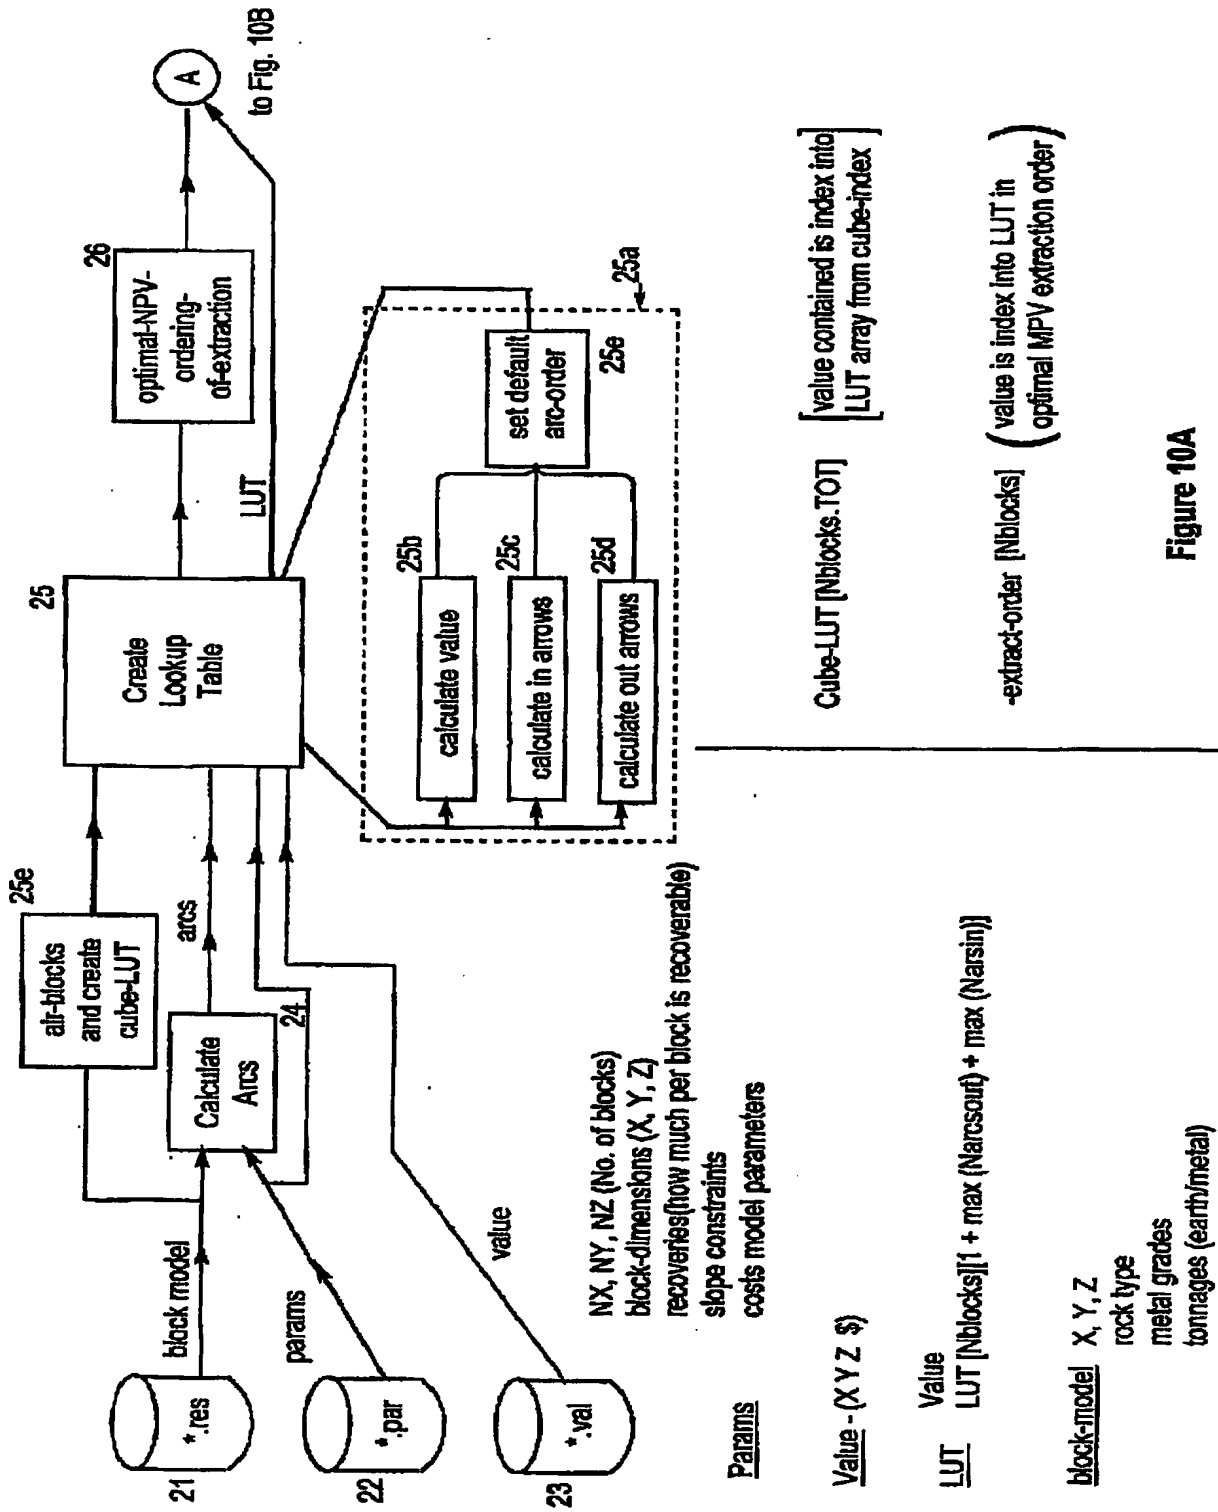 *.res
21
*.par
22
*.val
23
block model
params
value
air-blocks
and create
cube-LUT
25e
Calculate
Arcs
24
arcs
Create
Lookup
Table
25
LUT
optimal-NPV-
ordering-
of-extraction
26
A
to Fig. 10B
calculate value
25b
calculate in arrows
25c
calculate out arrows
25d
set default
arc-order
25e
25a
Params
NX, NY, NZ (No. of blocks)
block-dimensions (X, Y, Z)
recoveries(how much per block is recoverable)
slope constraints
costs model parameters
Value - (X Y Z $)
Value
LUT LUT [Nblocks][1 + max (Narcsout) + max (Narsin)]
block-model X, Y, Z
rock type
metal grades
tonnages (earth/metal)
Cube-LUT [Nblocks.TOT] [value contained is index into
LUT array from cube-index]
-extract-order [Nblocks] (value is index into LUT in
optimal MPV extraction order)
Figure 10A